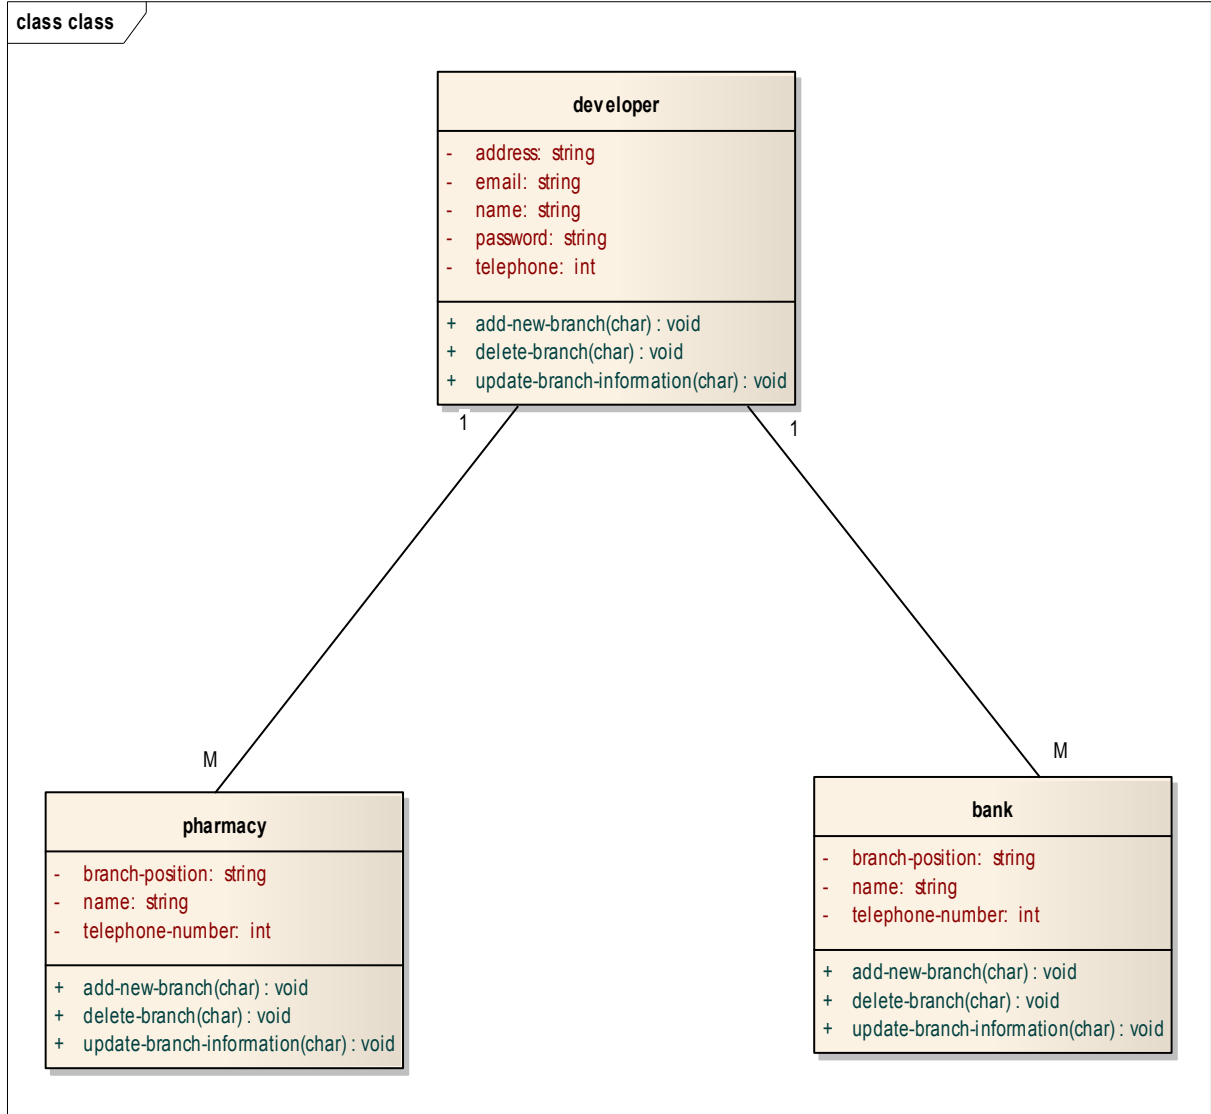 class class
developer
- address: string
- email: string
- name: string
- password: string
- telephone: int
+ add-new-branch(char) : void
+ delete-branch(char) : void
+ update-branch-information(char) : void
1
1
M
M
pharmacy
- branch-position: string
- name: string
- telephone-number: int
+ add-new-branch(char) : void
+ delete-branch(char) : void
+ update-branch-information(char) : void
bank
- branch-position: string
- name: string
- telephone-number: int
+ add-new-branch(char) : void
+ delete-branch(char) : void
+ update-branch-information(char) : void